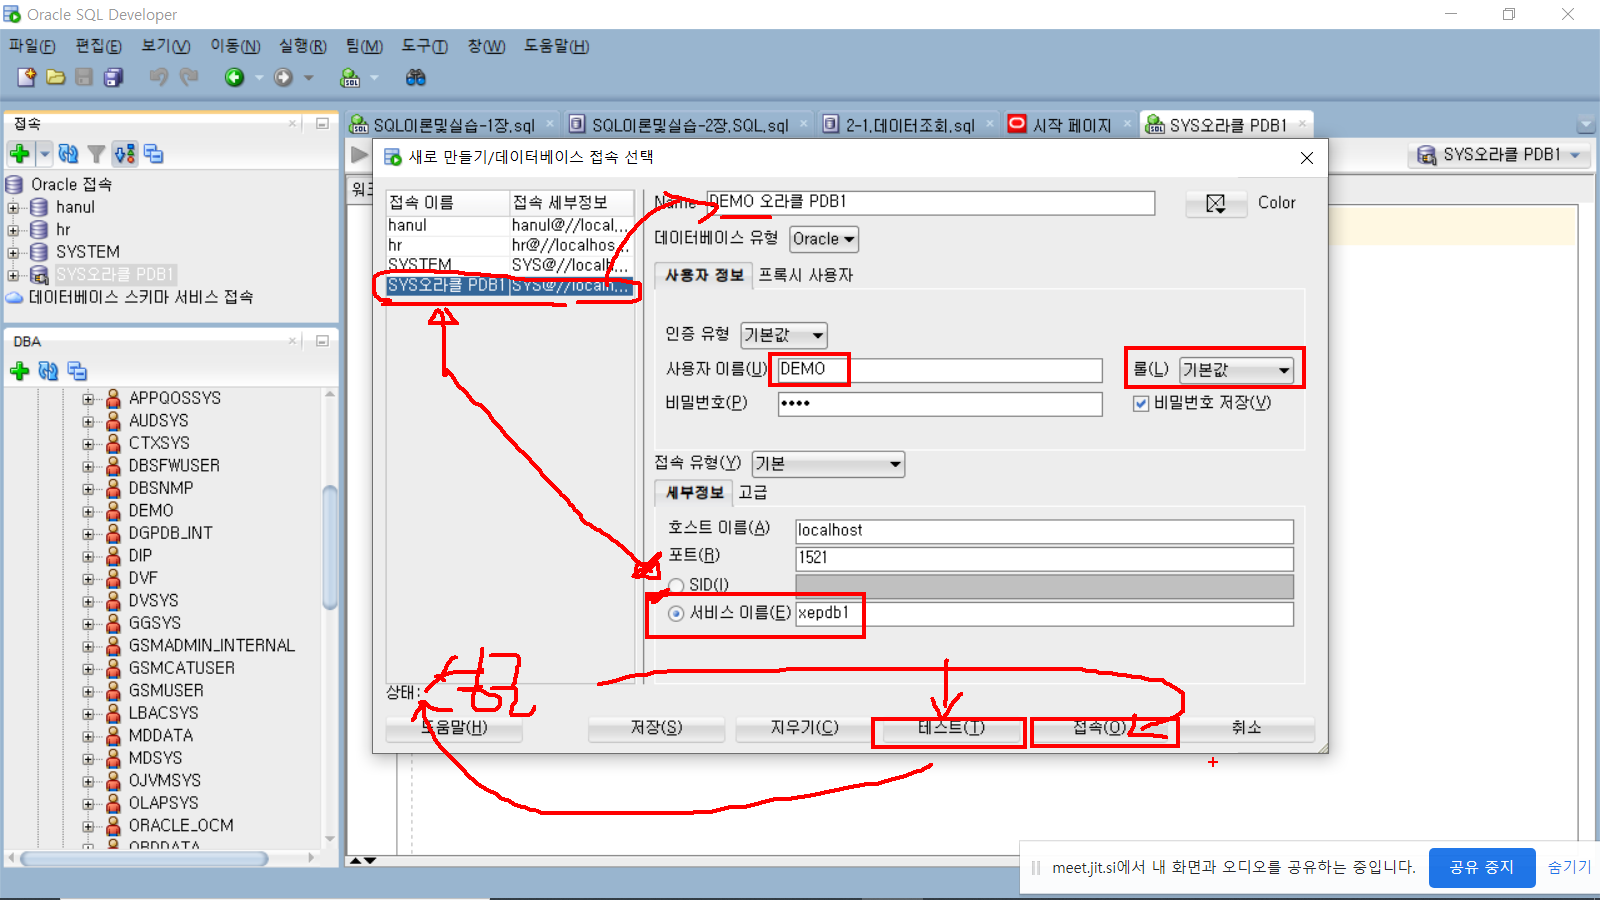 Oracle SQL Developer
파일(F) 편집(E) 보기(V) 이동(N) 실행(R) 팀(M) 도구(T) 창(W) 도움말(H)
접속
SQL이론및실습-1장.sql
SQL이론및실습-2장.SQL.sql
2-1.데이터조회.sql
시작 페이지
SYS오라클 PDB1
SYS오라클 PDB1
Oracle 접속
hanul
hr
SYSTEM
SYS오라클 PDB1
데이터베이스 스키마 서비스 접속
DBA
APPQOSSYS
AUDSYS
CTXSYS
DBSFWUSER
DBSNMP
DEMO
DGPDB_INT
DIP
DVF
DVSYS
GGSYS
GSMADMIN_INTERNAL
GSMCATUSER
GSMUSER
LBACSYS
MDDATA
MDSYS
OJVMSYS
OLAPSYS
ORACLE_OCM
ORDDATA
새로 만들기/데이터베이스 접속 선택
접속 이름 접속 세부정보
hanul hanul@//local...
hr hr@//localhos...
SYSTEM SYS@//localh...
SYS오라클 PDB1 SYS@//localh...
Name DEMO 오라클 PDB1
Color
데이터베이스 유형 Oracle
사용자 정보 프록시 사용자
인증 유형 기본값
사용자 이름(U) DEMO
롤(L) 기본값
비밀번호(P) ••••
비밀번호 저장(V)
접속 유형(Y) 기본
세부정보 고급
호스트 이름(A) localhost
포트(R) 1521
SID(I)
서비스 이름(E) xepdb1
상태: 성공
도움말(H) 저장(S) 지우기(C) 테스트(T) 접속(O) 취소
meet.jit.si에서 내 화면과 오디오를 공유하는 중입니다. 공유 중지 숨기기